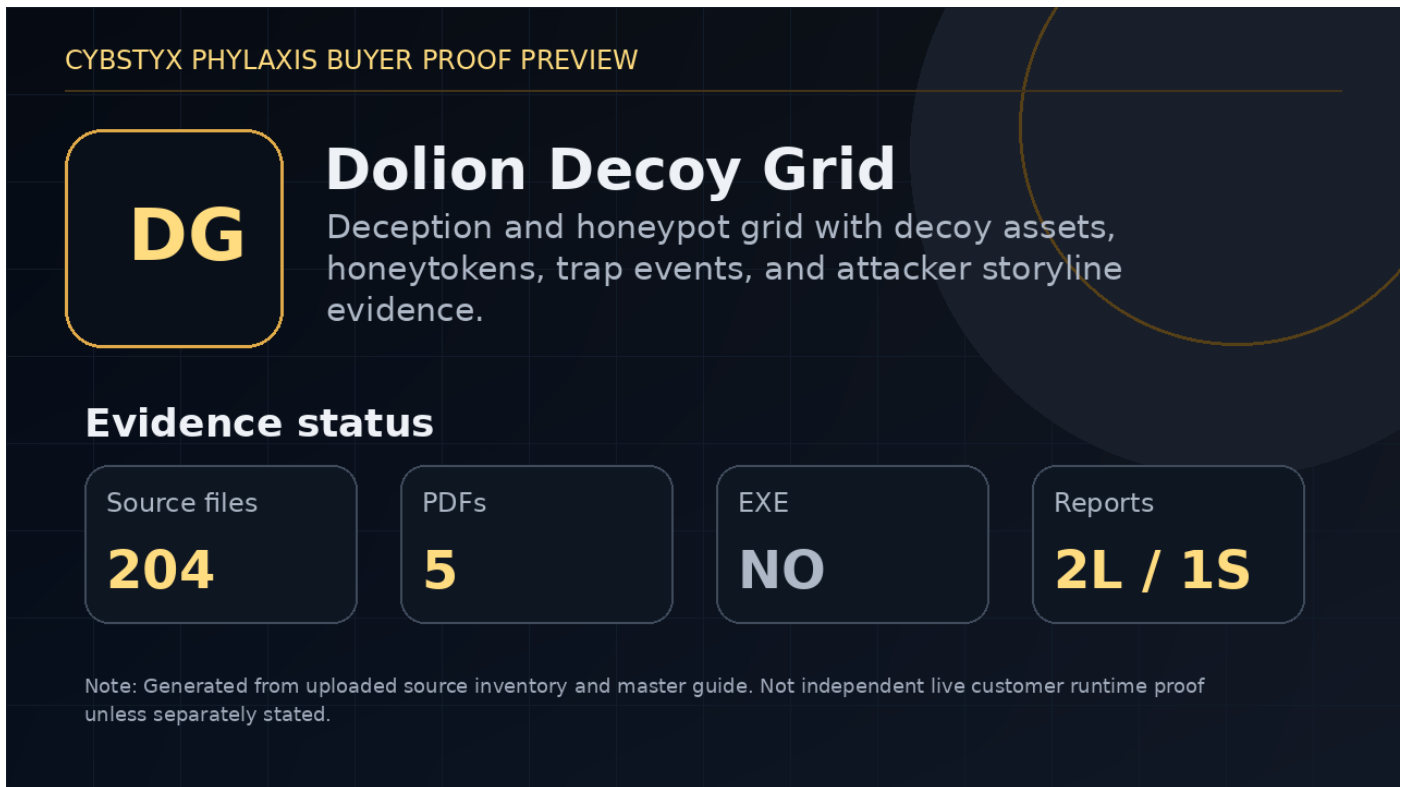 CYBSTYX PHYLAXIS BUYER PROOF PREVIEW
DG
Dolion Decoy Grid
Deception and honeypot grid with decoy assets,
honeytokens, trap events, and attacker storyline
evidence.
Evidence status
Source files
204
PDFs
5
EXE
NO
Reports
2L / 1S
Note: Generated from uploaded source inventory and master guide. Not independent live customer runtime proof
unless separately stated.